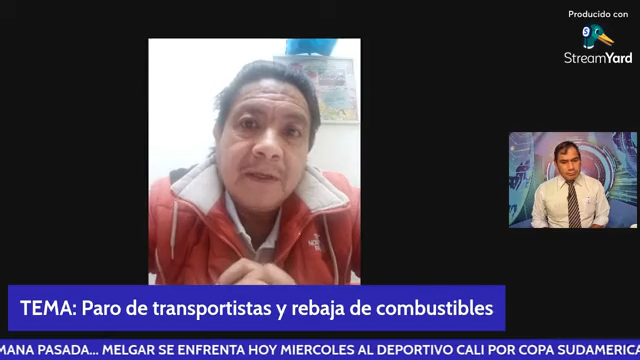 Producido con
StreamYard
TEMA: Paro de transportistas y rebaja de combustibles
MANA PASADA... MELGAR SE ENFRENTA HOY MIERCOLES AL DEPORTIVO CALI POR COPA SUDAMERICA